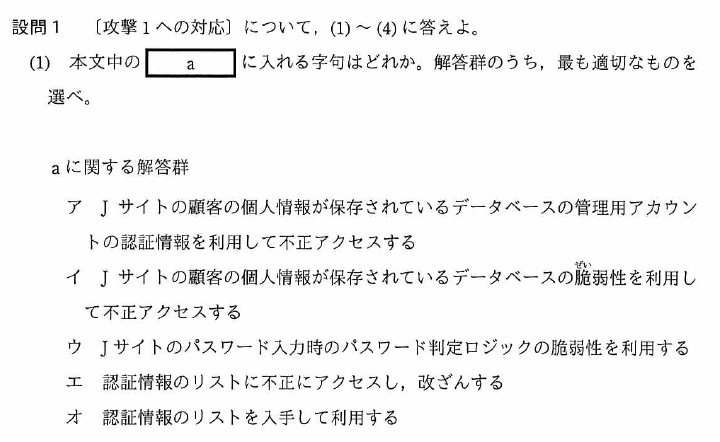 設問1 〔攻撃1への対応〕について，(1)～(4)に答えよ。
(1) 本文中の a に入れる字句はどれか。解答群のうち，最も適切なものを
選べ。
aに関する解答群
ア Jサイトの顧客の個人情報が保存されているデータベースの管理用アカウン
トの認証情報を利用して不正アクセスする
ぜい
イ Jサイトの顧客の個人情報が保存されているデータベースの脆弱性を利用し
て不正アクセスする
ウ Jサイトのパスワード入力時のパスワード判定ロジックの脆弱性を利用する
エ 認証情報のリストに不正にアクセスし，改ざんする
オ 認証情報のリストを入手して利用する